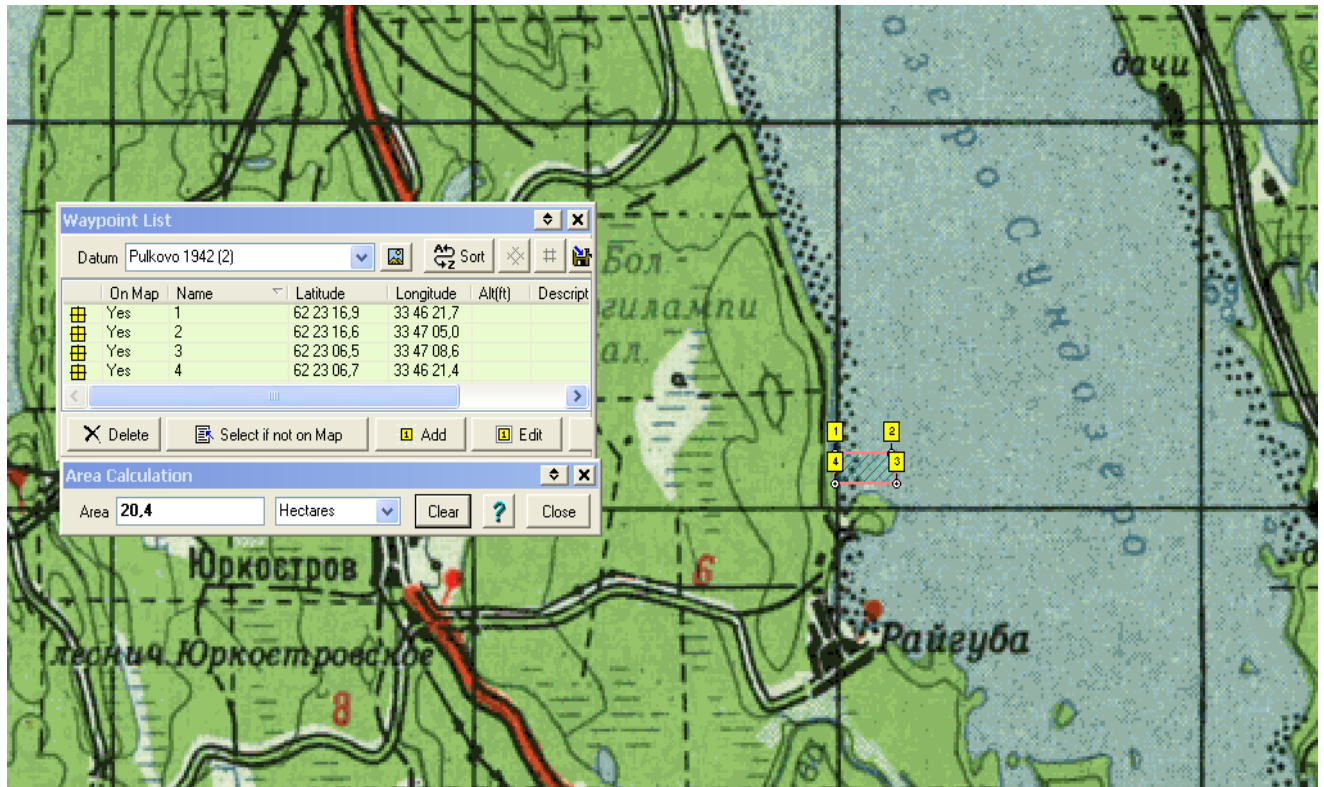 дачи
озеро Сундозеро
Waypoint List
Datum Pulkovo 1942 (2) Sort
On Map Name Latitude Longitude Alt(ft) Descript
Yes 1 62 23 16,9 33 46 21,7
Yes 2 62 23 16,6 33 47 05,0
Yes 3 62 23 06,5 33 47 08,6
Yes 4 62 23 06,7 33 46 21,4
Delete Select if not on Map Add Edit
Area Calculation
Area 20,4 Hectares Clear ? Close
Бол
гилампи
ал.
1 2
4 3
Юркостров
6
Райгуба
леснич. Юркостровское
8